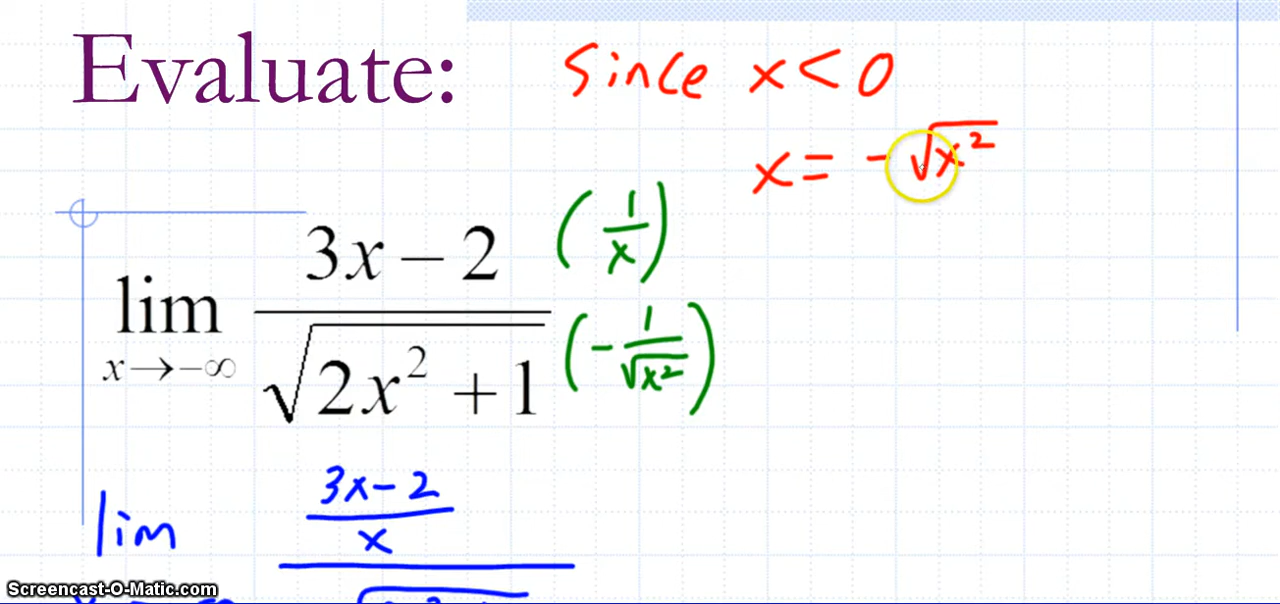 Evaluate:
Since x < 0
x = -√x²
lim x→-∞ (3x - 2)/√(2x² + 1)
(1/x)
(-1/√x²)
lim
3x - 2
x
Screencast-O-Matic.com